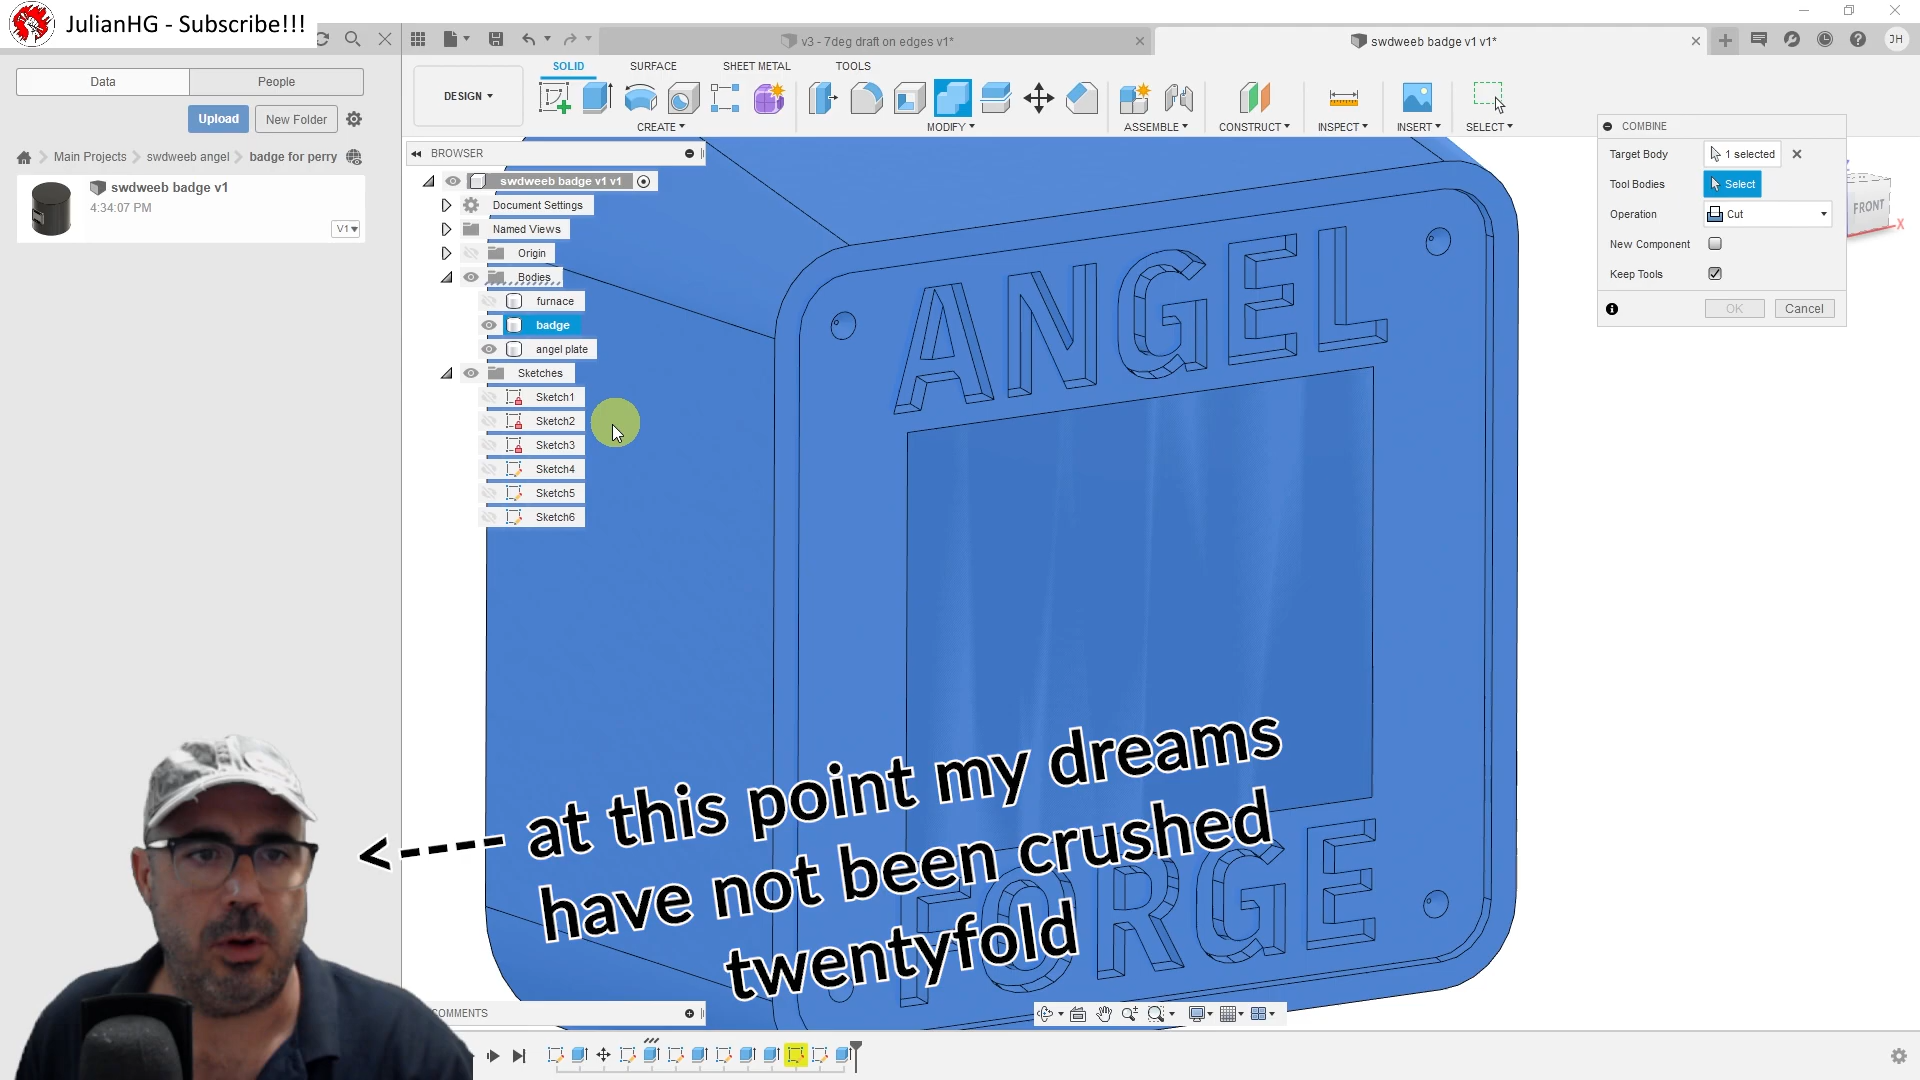 JulianHG - Subscribe!!!
v3 - 7deg draft on edges v1*
swdweeb badge v1 v1*
JH
Data
People
Upload
New Folder
Main Projects
swdweeb angel
badge for perry
swdweeb badge v1
4:34:07 PM
V1
DESIGN
SOLID
SURFACE
SHEET METAL
TOOLS
CREATE
MODIFY
ASSEMBLE
CONSTRUCT
INSPECT
INSERT
SELECT
BROWSER
swdweeb badge v1 v1
Document Settings
Named Views
Origin
Bodies
furnace
badge
angel plate
Sketches
Sketch1
Sketch2
Sketch3
Sketch4
Sketch5
Sketch6
COMBINE
Target Body
1 selected
Tool Bodies
Select
Operation
Cut
New Component
Keep Tools
OK
Cancel
FRONT
X
ANGEL
FORGE
at this point my dreams
have not been crushed
twentyfold
COMMENTS